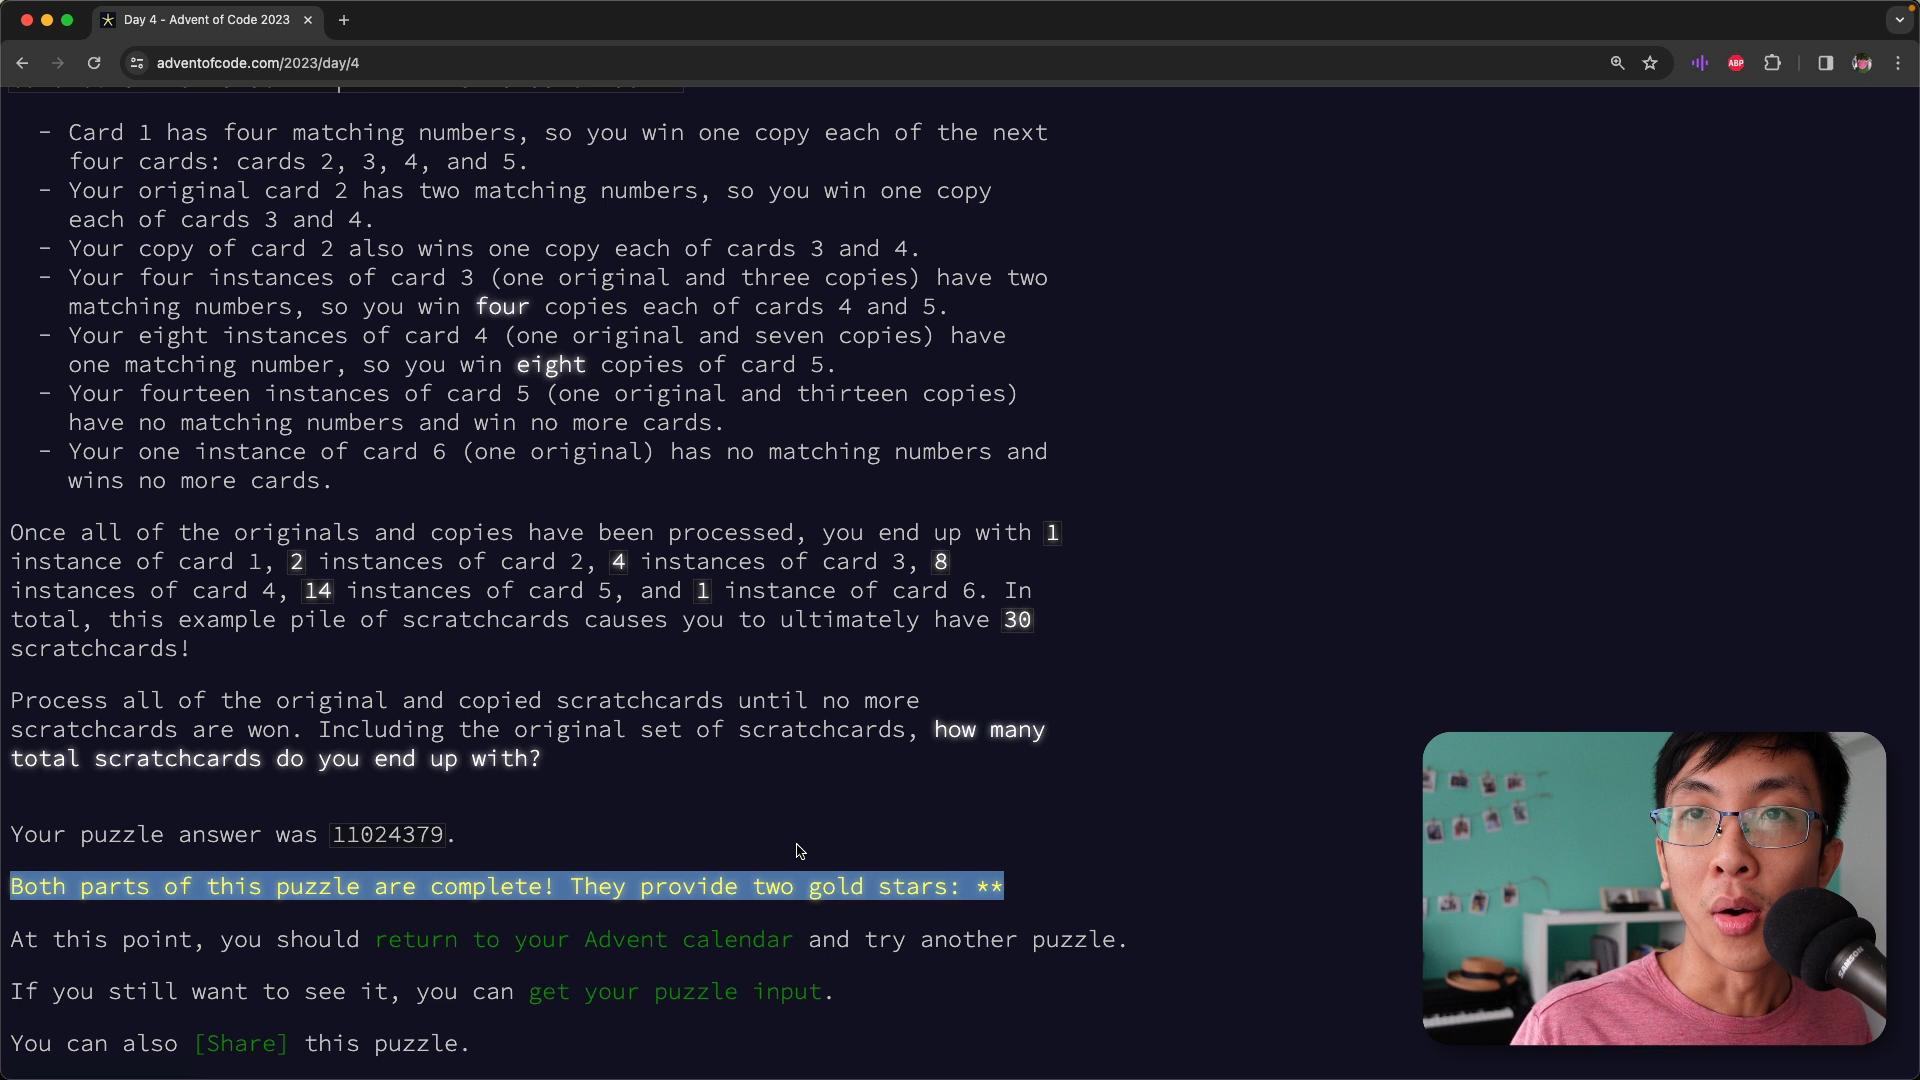 Day 4 - Advent of Code 2023
adventofcode.com/2023/day/4
ABP
- Card 1 has four matching numbers, so you win one copy each of the next
four cards: cards 2, 3, 4, and 5.
- Your original card 2 has two matching numbers, so you win one copy
each of cards 3 and 4.
- Your copy of card 2 also wins one copy each of cards 3 and 4.
- Your four instances of card 3 (one original and three copies) have two
matching numbers, so you win four copies each of cards 4 and 5.
- Your eight instances of card 4 (one original and seven copies) have
one matching number, so you win eight copies of card 5.
- Your fourteen instances of card 5 (one original and thirteen copies)
have no matching numbers and win no more cards.
- Your one instance of card 6 (one original) has no matching numbers and
wins no more cards.
Once all of the originals and copies have been processed, you end up with 1
instance of card 1, 2 instances of card 2, 4 instances of card 3, 8
instances of card 4, 14 instances of card 5, and 1 instance of card 6. In
total, this example pile of scratchcards causes you to ultimately have 30
scratchcards!
Process all of the original and copied scratchcards until no more
scratchcards are won. Including the original set of scratchcards, how many
total scratchcards do you end up with?
Your puzzle answer was 11024379.
Both parts of this puzzle are complete! They provide two gold stars: **
At this point, you should return to your Advent calendar and try another puzzle.
If you still want to see it, you can get your puzzle input.
You can also [Share] this puzzle.
SAMSON